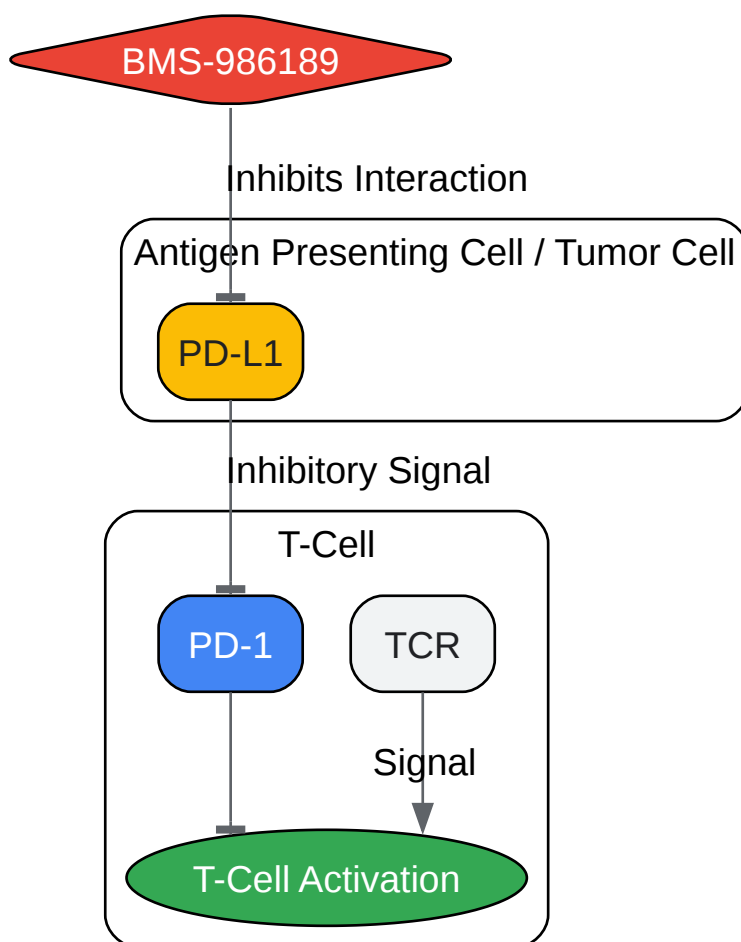 BMS-986189
Inhibits Interaction
Antigen Presenting Cell / Tumor Cell
PD-L1
Inhibitory Signal
T-Cell
PD-1
TCR
Signal
T-Cell Activation